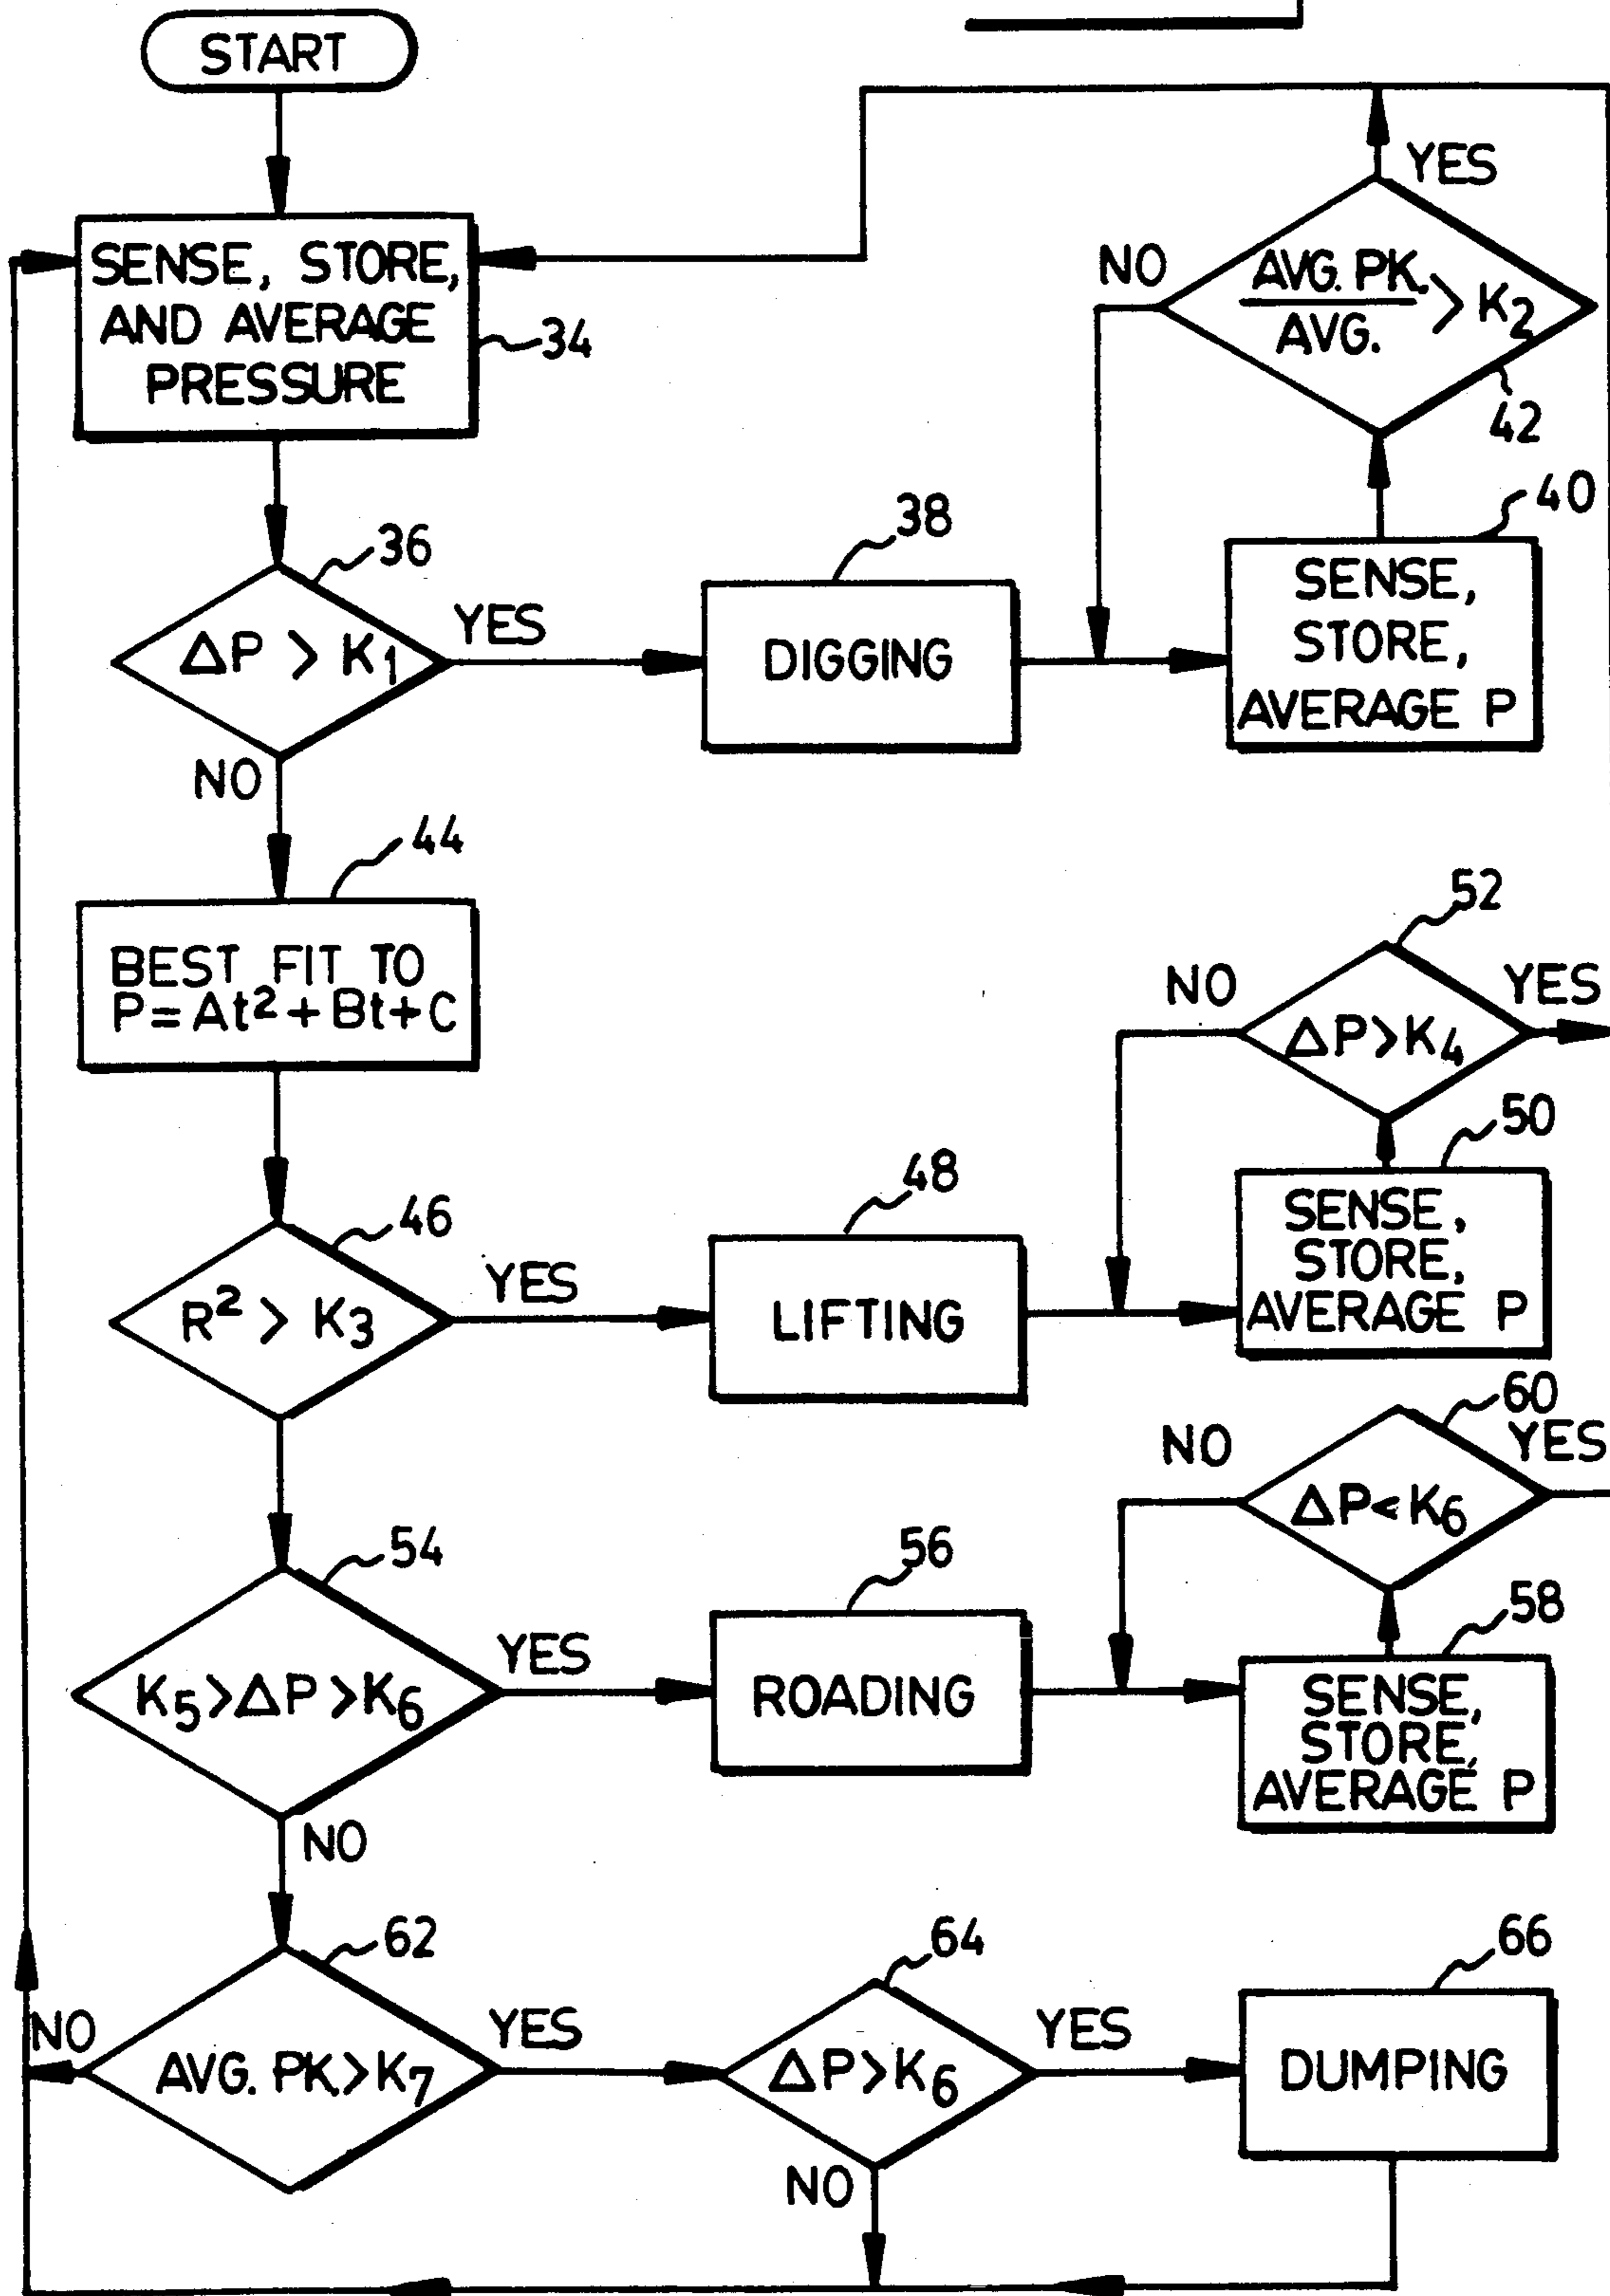 START
SENSE, STORE,
AND AVERAGE
PRESSURE
34
36
ΔP > K1
YES
NO
38
DIGGING
40
SENSE,
STORE,
AVERAGE P
42
AVG. PK.
AVG.
> K2
YES
NO
44
BEST FIT TO
P=At²+Bt+C
46
R² > K3
YES
48
LIFTING
50
SENSE,
STORE,
AVERAGE P
52
ΔP>K4
NO
YES
54
K5>ΔP>K6
YES
NO
56
ROADING
58
SENSE,
STORE,
AVERAGE P
60
ΔP<K6
NO
YES
62
AVG. PK.>K7
NO
YES
64
ΔP>K6
YES
NO
66
DUMPING